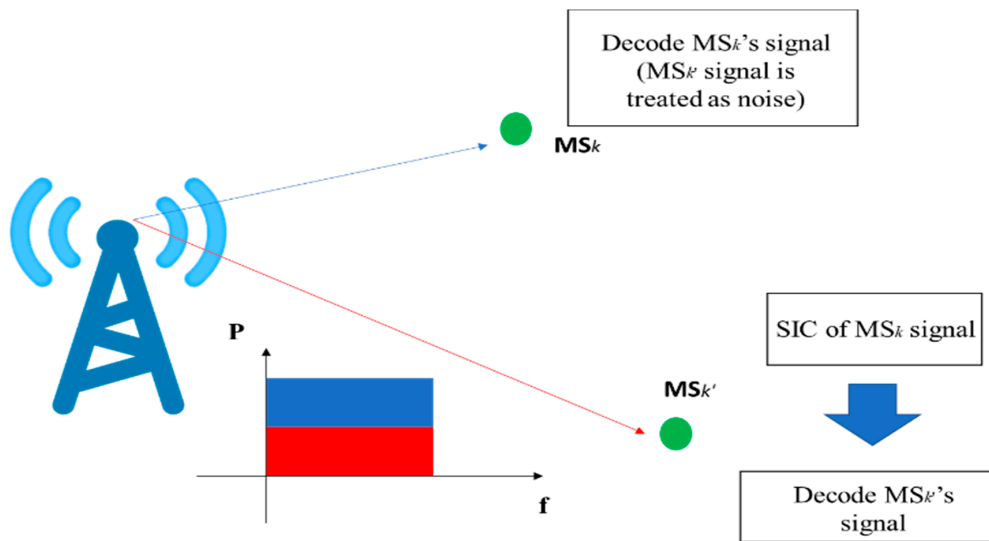 Decode MSk's signal
(MSk' signal is
treated as noise)
MSk
P
f
MSk'
SIC of MSk signal
Decode MSk''s
signal